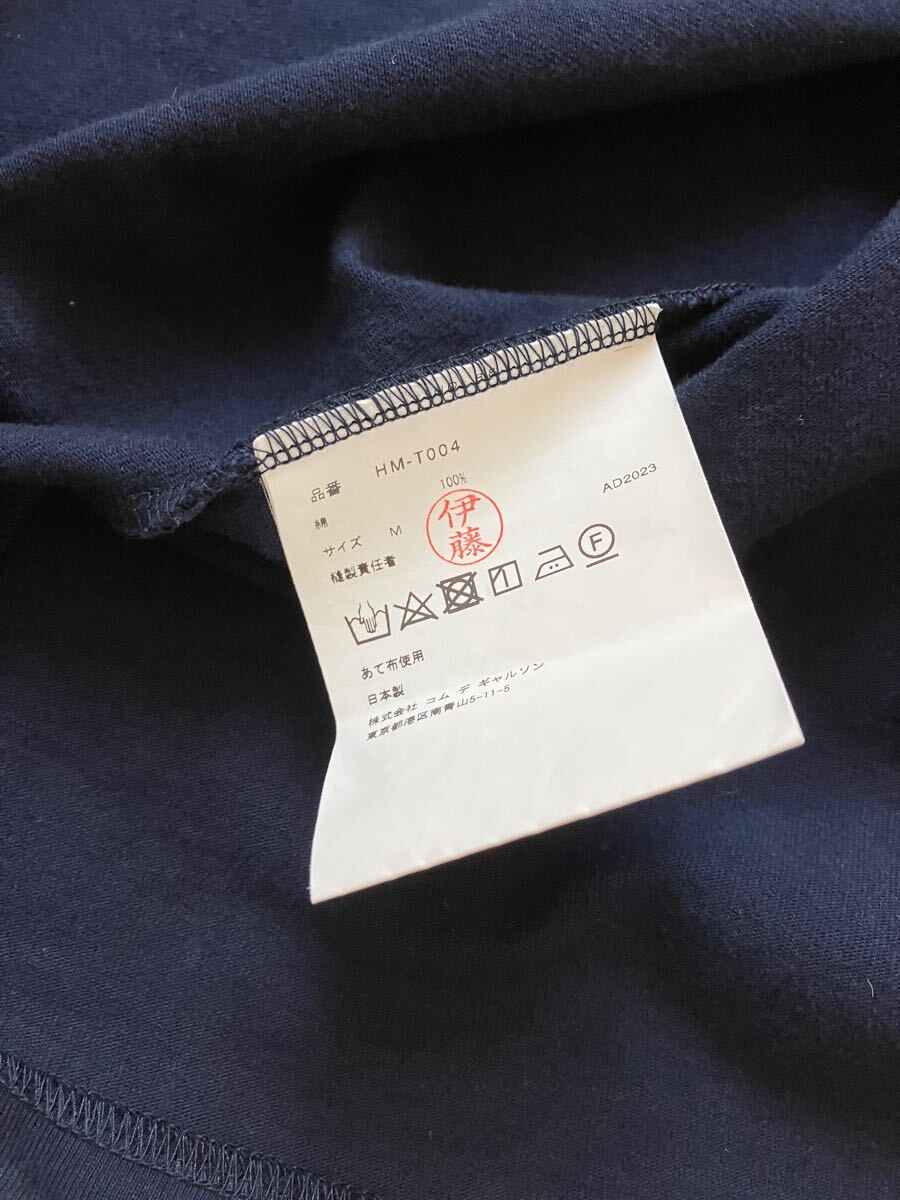 品番 HM-T004
綿 100%
サイズ M AD2023
縫製責任者
伊藤
F
あて布使用
日本製
株式会社 コム デ ギャルソン
東京都港区南青山5-11-5